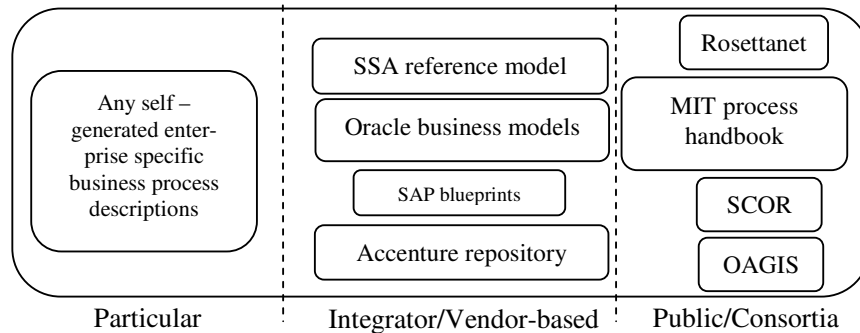 Any self –
generated enter-
prise specific
business process
descriptions
SSA reference model
Oracle business models
SAP blueprints
Accenture repository
Rosettanet
MIT process
handbook
SCOR
OAGIS
Particular
Integrator/Vendor-based
Public/Consortia